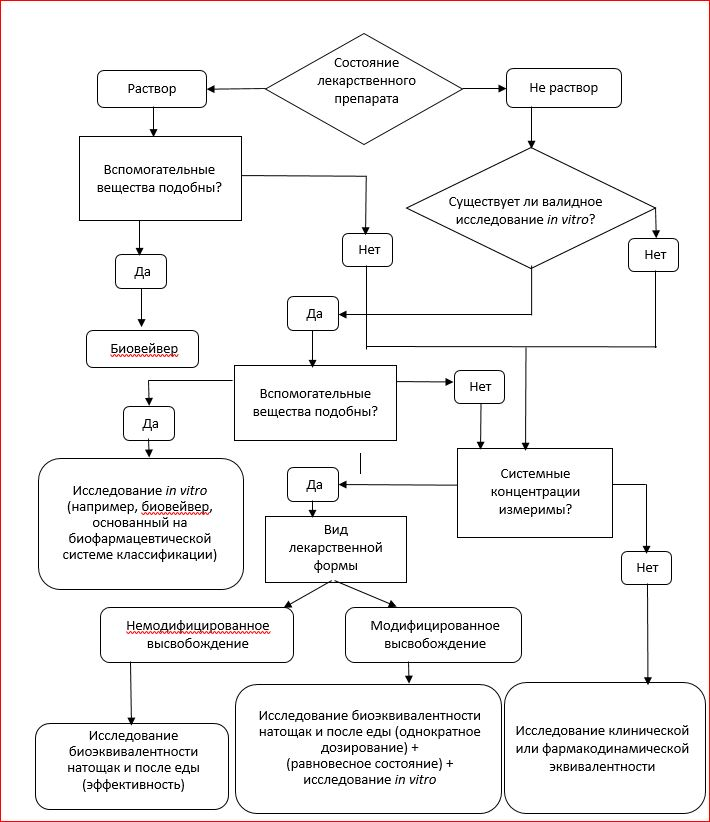 Состояние
лекарственного
препарата
Раствор
Не раствор
Вспомогательные
вещества подобны?
Существует ли валидное
исследование in vitro?
Нет
Нет
Да
Да
Биовейвер
Вспомогательные
вещества подобны?
Нет
Да
Исследование in vitro
(например, биовейвер,
основанный на
биофармацевтической
системе классификации)
Системные
концентрации
измеримы?
Да
Вид
лекарственной
формы
Нет
Немодифицированное
высвобождение
Модифицированное
высвобождение
Исследование
биоэквивалентности
натощак и после еды
(эффективность)
Исследование биоэквивалентности
натощак и после еды (однократное
дозирование) +
(равновесное состояние) +
исследование in vitro
Исследование клинической
или фармакодинамической
эквивалентности